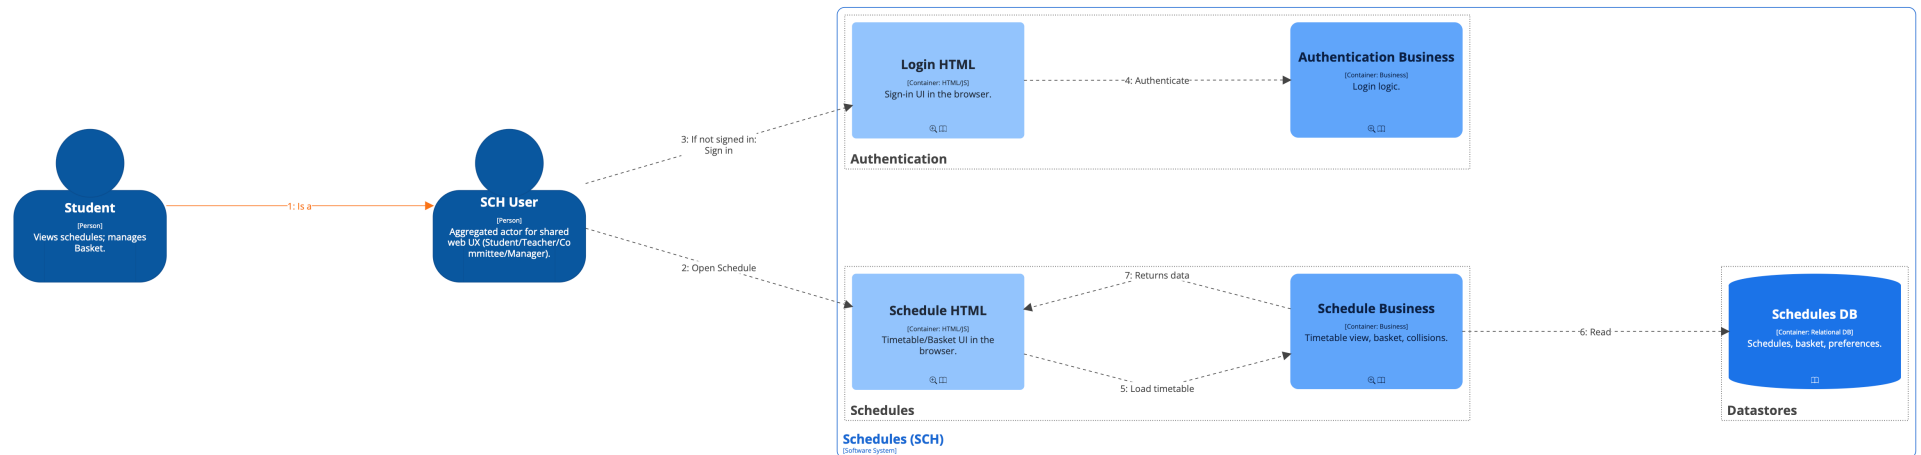 Student
[Person]
Views schedules; manages
Basket.
1: Is a
SCH User
[Person]
Aggregated actor for shared
web UX (Student/Teacher/Co
mmittee/Manager).
3: If not signed in:
Sign in
2: Open Schedule
Login HTML
[Container: HTML/JS]
Sign-in UI in the browser.
4: Authenticate
Authentication Business
[Container: Business]
Login logic.
Authentication
Schedule HTML
[Container: HTML/JS]
Timetable/Basket UI in the
browser.
7: Returns data
5: Load timetable
Schedule Business
[Container: Business]
Timetable view, basket, collisions.
Schedules
6: Read
Schedules DB
[Container: Relational DB]
Schedules, basket, preferences.
Datastores
Schedules (SCH)
[Software System]